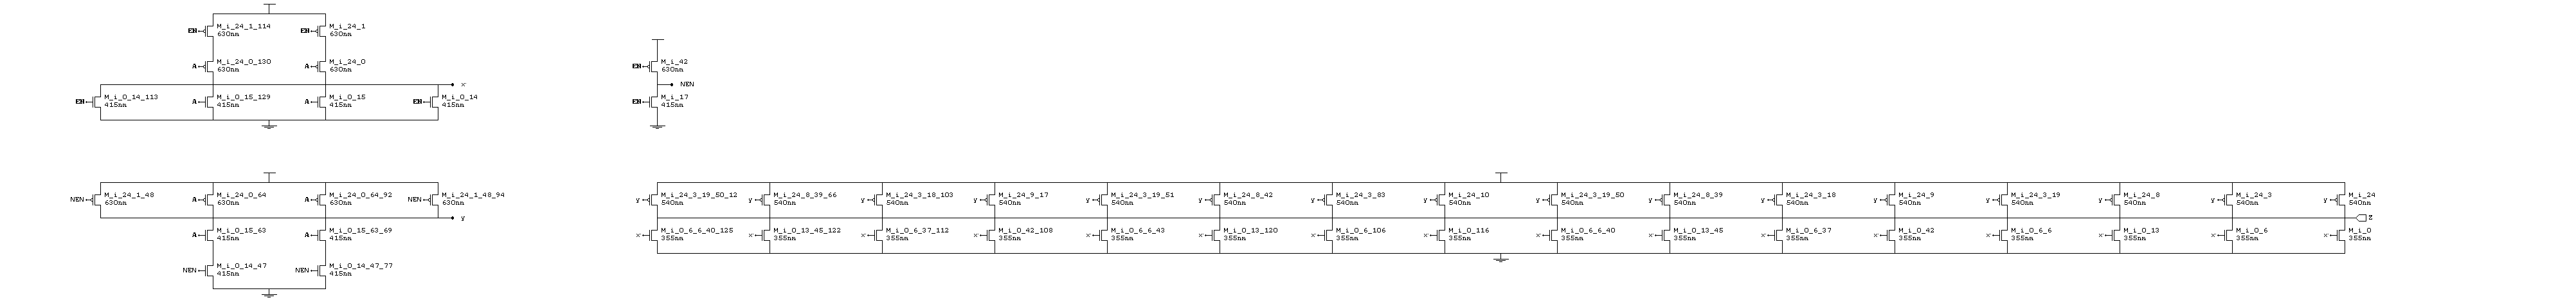 M_i_24_1_114
630nm
EN
M_i_24_1
630nm
EN
M_i_24_0_130
630nm
A
M_i_24_0
630nm
A
x
M_i_0_14_113
415nm
EN
M_i_0_15_129
415nm
A
M_i_0_15
415nm
A
M_i_0_14
415nm
EN
M_i_42
630nm
EN
NEN
M_i_17
415nm
EN
M_i_24_1_48
630nm
NEN
M_i_24_0_64
630nm
A
M_i_24_0_64_92
630nm
A
M_i_24_1_48_94
630nm
NEN
y
M_i_0_15_63
415nm
A
M_i_0_15_63_69
415nm
A
M_i_0_14_47
415nm
NEN
M_i_0_14_47_77
415nm
NEN
M_i_24_3_19_50_12
540nm
y
M_i_24_8_39_66
540nm
y
M_i_24_3_18_103
540nm
y
M_i_24_9_17
540nm
y
M_i_24_3_19_51
540nm
y
M_i_24_8_42
540nm
y
M_i_24_3_83
540nm
y
M_i_24_10
540nm
y
M_i_24_3_19_50
540nm
y
M_i_24_8_39
540nm
y
M_i_24_3_18
540nm
y
M_i_24_9
540nm
y
M_i_24_3_19
540nm
y
M_i_24_8
540nm
y
M_i_24_3
540nm
y
M_i_24
540nm
y
Z
M_i_0_6_6_40_125
355nm
x
M_i_0_13_45_122
355nm
x
M_i_0_6_37_112
355nm
x
M_i_0_42_108
355nm
x
M_i_0_6_6_43
355nm
x
M_i_0_13_120
355nm
x
M_i_0_6_106
355nm
x
M_i_0_116
355nm
x
M_i_0_6_6_40
355nm
x
M_i_0_13_45
355nm
x
M_i_0_6_37
355nm
x
M_i_0_42
355nm
x
M_i_0_6_6
355nm
x
M_i_0_13
355nm
x
M_i_0_6
355nm
x
M_i_0
355nm
x